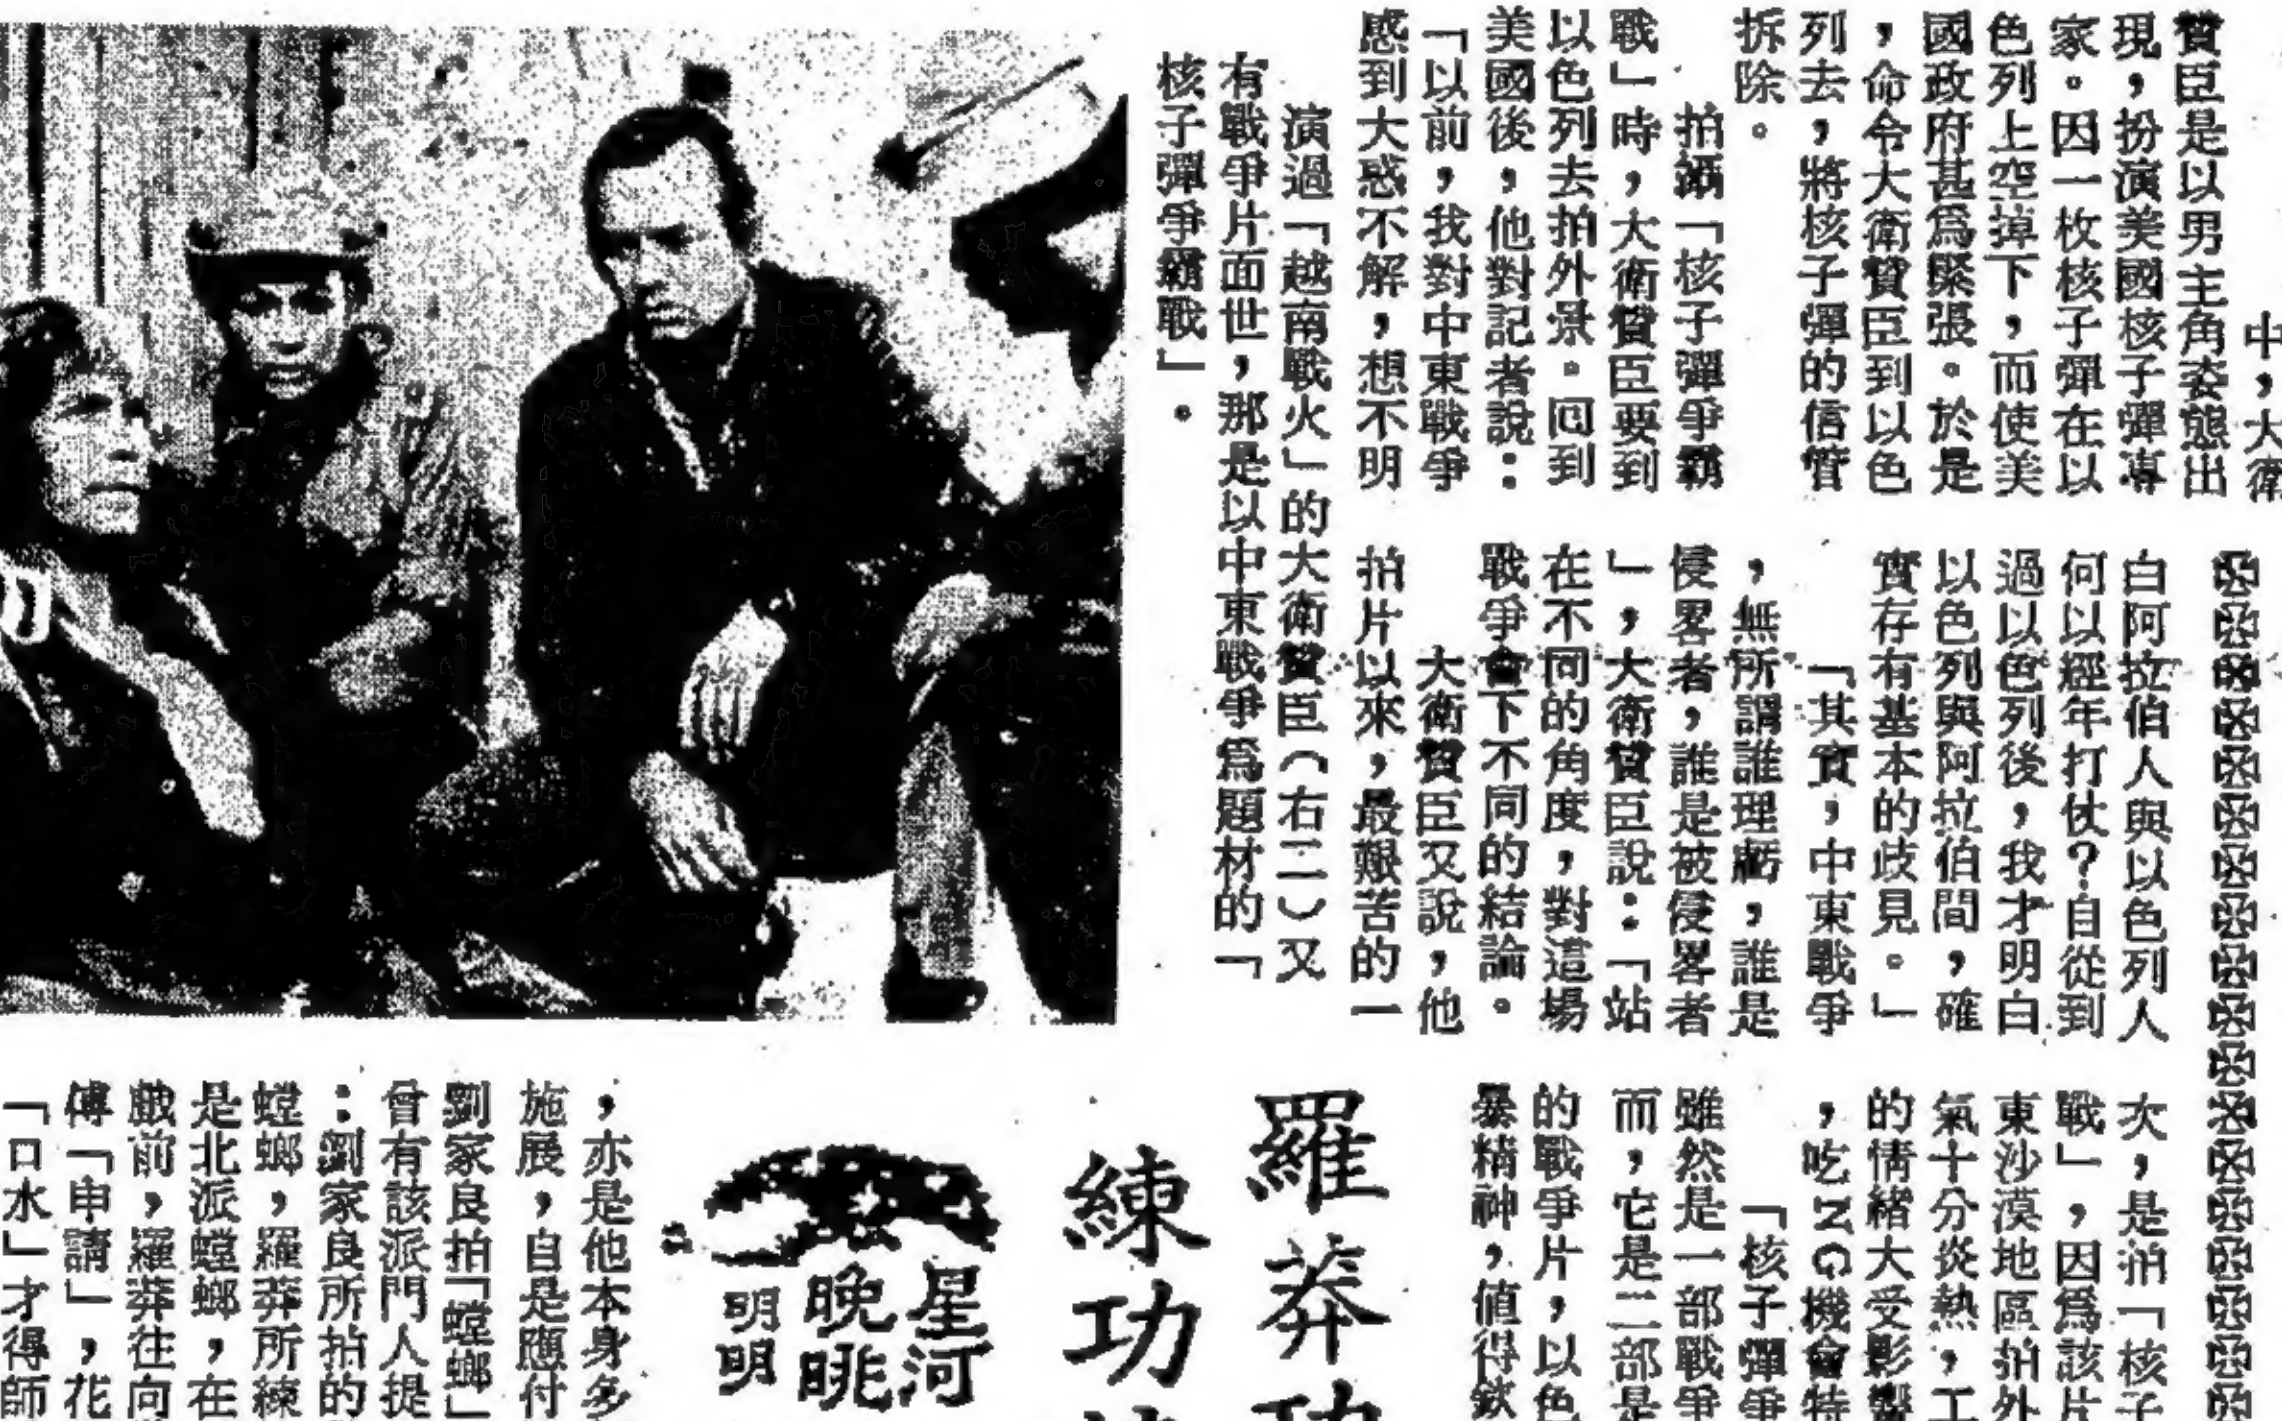 中，大衛
贊臣是以男主角姿態出
現，扮演美國核子彈專
家。因一枚核子彈在以
色列上空掉下，而使美
國政府甚為緊張。於是
，命令大衛贊臣到以色
列去，將核子彈的信管
拆除。
拍攝「核子彈爭霸
戰」時，大衛贊臣要到
以色列去拍外景。回到
美國後，他對記者說：
「以前，我對中東戰爭
感到大惑不解，想不明
白阿拉伯人與以色列人
何以經年打仗？自從到
過以色列後，我才明白
以色列與阿拉伯間，確
實存有基本的歧見。」
「其實，中東戰爭
，無所謂誰理虧，誰是
侵畧者，誰是被侵畧者
」，大衛贊臣說：「站
在不同的角度，對這場
戰爭會下不同的結論。
大衛贊臣又說，他
拍片以來，最艱苦的一
次，是拍「核子
戰」，因為該片
東沙漠地區拍外
氣十分炎熱，工
的情緒大受影響
，吃NG機會特
「核子彈爭
雖然是一部戰爭
而，它是二部是
的戰爭片，以色
暴精神，值得欽
演過「越南戰火」的大衛贊臣（右二）又
有戰爭片面世，那是以中東戰爭為題材的「
核子彈爭霸戰」。
羅莽
練功
星河
晚眺
明明
，亦是他本身多
施展，自是應付
劉家良拍「螳螂」
曾有該派門人提
：劉家良所拍的
螳螂，羅莽所練
是北派螳螂，在
戲前，羅莽往向
傅「申請」，花
「口水」才得師